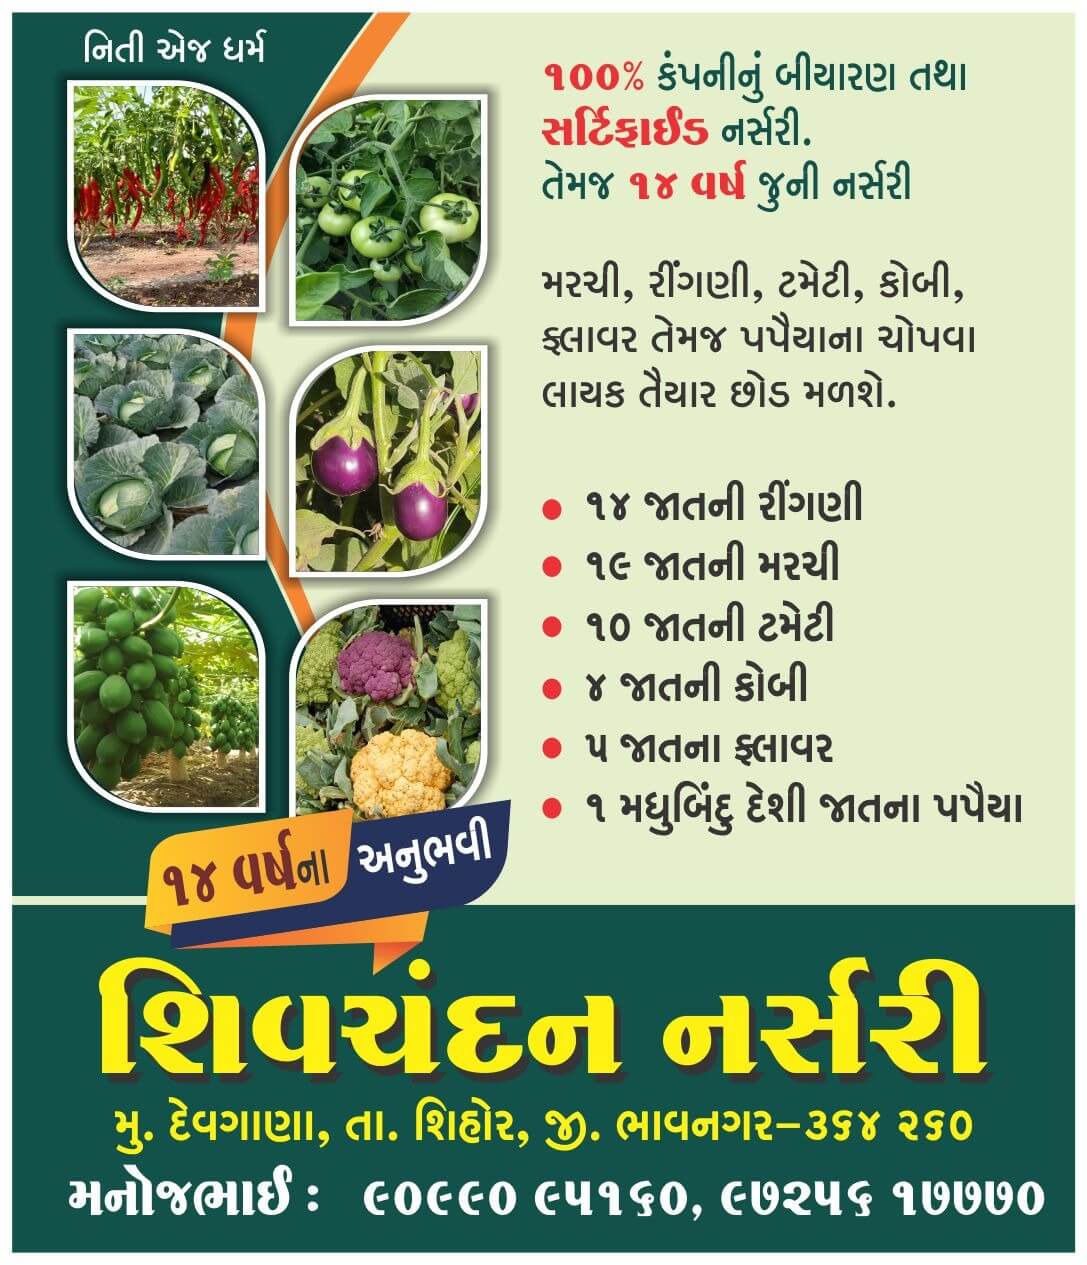 નિતી એજ ધર્મ
૧૦૦% કંપનીનું બીયારણ તથા
સર્ટિફાઈડ નર્સરી.
તેમજ ૧૪ વર્ષ જુની નર્સરી
મરચી, રીંગણી, ટમેટી, કોબી,
ફ્લાવર તેમજ પપૈયાના ચોપવા
લાયક તૈયાર છોડ મળશે.
• ૧૪ જાતની રીંગણી
• ૧૯ જાતની મરચી
• ૧૦ જાતની ટમેટી
• ૪ જાતની કોબી
• ૫ જાતના ફ્લાવર
• ૧ મધુબિંદુ દેશી જાતના પપૈયા
૧૪ વર્ષના અનુભવી
શિવચંદન નર્સરી
મુ. દેવગાણા, તા. શિહોર, જી. ભાવનગર-૩૬૪ ૨૬૦
મનોજભાઈ : ૯૦૯૯૦ ૯૫૧૬૦, ૯૭૨૫૬ ૧૭૭૭૦